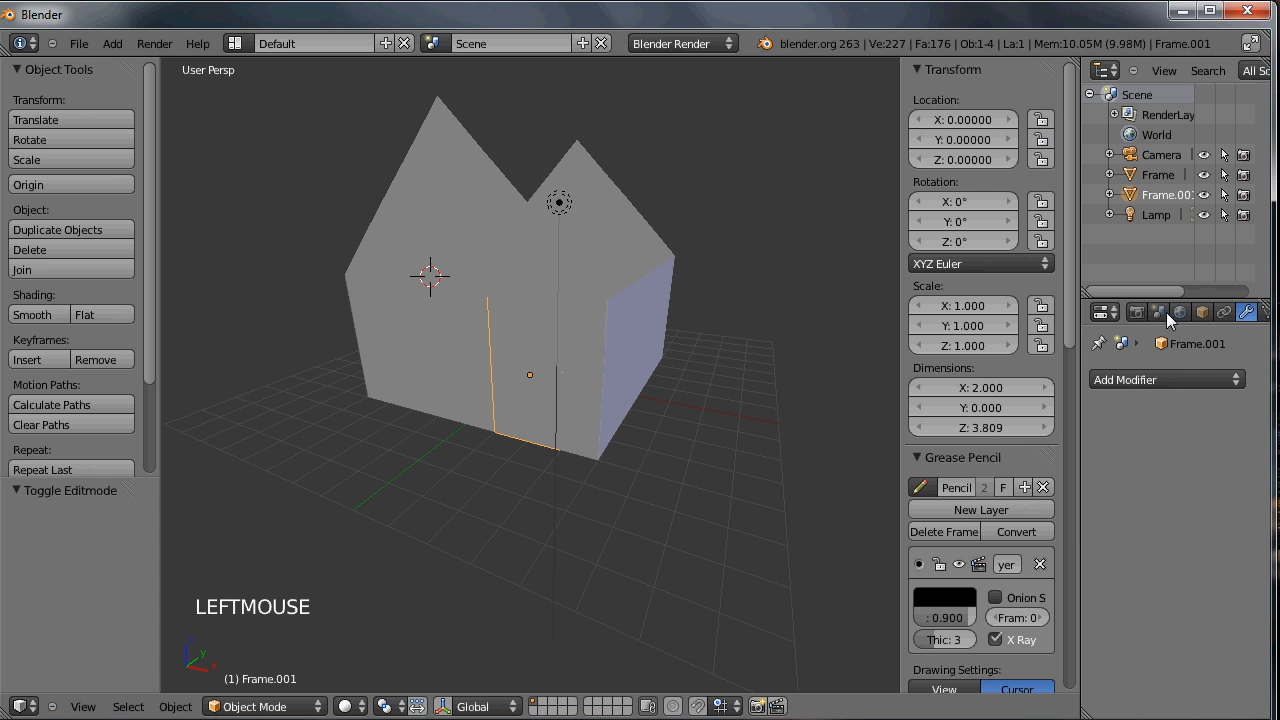 Blender
File Add Render Help Default Scene Blender Render blender.org 263 | Ve:227 | Fa:176 | Ob:1-4 | La:1 | Mem:10.05M (9.98M) | Frame.001
Object Tools
Transform:
Translate
Rotate
Scale
Origin
Object:
Duplicate Objects
Delete
Join
Shading:
Smooth Flat
Keyframes:
Insert Remove
Motion Paths:
Calculate Paths
Clear Paths
Repeat:
Repeat Last
Toggle Editmode
User Persp
LEFTMOUSE
z
y
x
(1) Frame.001
Transform
Location:
X: 0.00000
Y: 0.00000
Z: 0.00000
Rotation:
X: 0°
Y: 0°
Z: 0°
XYZ Euler
Scale:
X: 1.000
Y: 1.000
Z: 1.000
Dimensions:
X: 2.000
Y: 0.000
Z: 3.809
Grease Pencil
Pencil 2 F
New Layer
Delete Frame Convert
yer
Onion S
: 0.900 Fram: 0
Thic: 3 X Ray
Drawing Settings:
View Cursor
View Search All Sc
Scene
RenderLay
World
Camera
Frame
Frame.001
Lamp
Frame.001
Add Modifier
View Select Object Object Mode Global